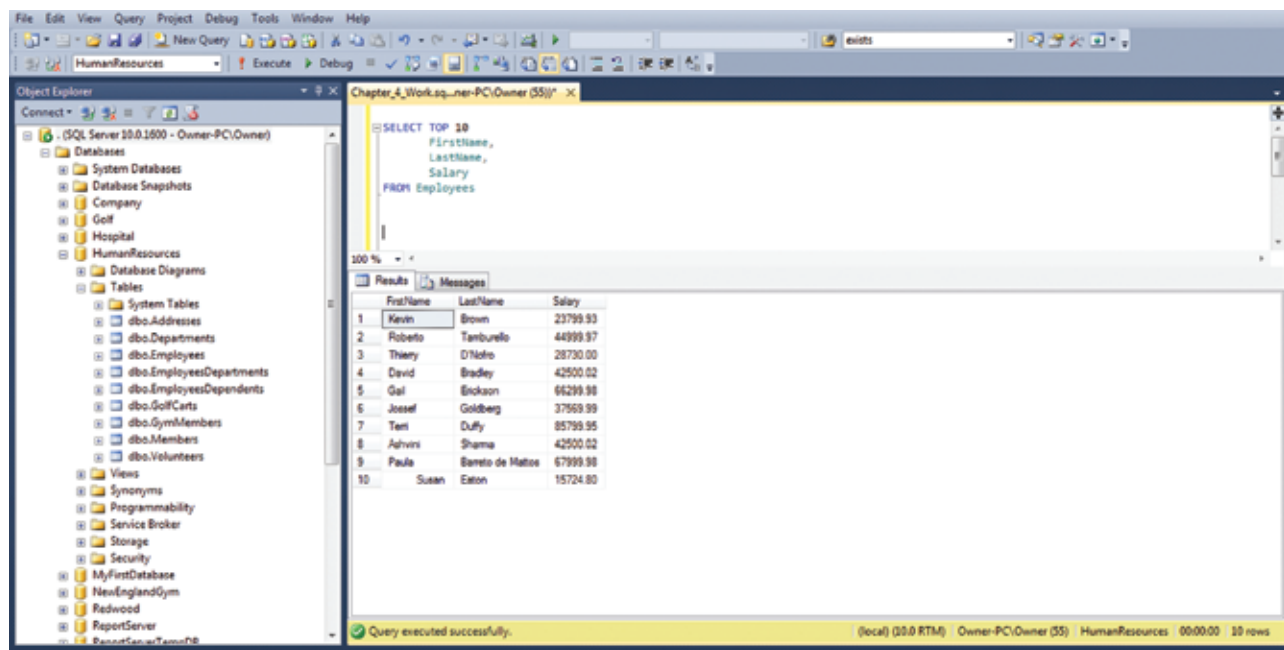 File Edit View Query Project Debug Tools Window Help
New Query exists
HumanResources Execute Debug
Object Explorer
Connect
. (SQL Server 10.0.1600 - Owner-PC\Owner)
Databases
System Databases
Database Snapshots
Company
Golf
Hospital
HumanResources
Database Diagrams
Tables
System Tables
dbo.Addresses
dbo.Departments
dbo.Employees
dbo.EmployeesDepartments
dbo.EmployeesDependents
dbo.GolfCarts
dbo.GymMembers
dbo.Members
dbo.Volunteers
Views
Synonyms
Programmability
Service Broker
Storage
Security
MyFirstDatabase
NewEnglandGym
Redwood
ReportServer
ReportServerTempDB
Chapter_4_Work.sq...ner-PC\Owner (55))*
SELECT TOP 10
FirstName,
LastName,
Salary
FROM Employees
100 %
Results Messages
FirstName LastName Salary
1 Kevin Brown 23799.93
2 Roberto Tamburello 44999.97
3 Thierry D'Notro 28730.00
4 David Bradley 42500.02
5 Gail Erickson 66299.98
6 Jossef Goldberg 37569.99
7 Terri Duffy 85799.95
8 Ashvini Sharma 42500.02
9 Paula Barreto de Mattos 67999.98
10 Susan Eaton 15724.80
Query executed successfully. (local) (10.0 RTM) Owner-PC\Owner (55) HumanResources 00:00:00 10 rows